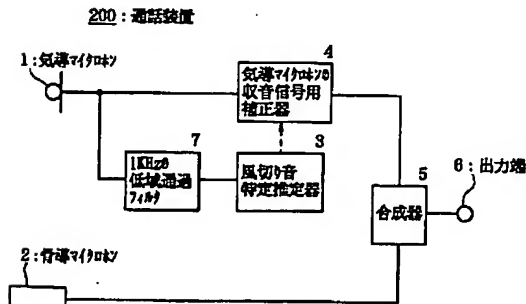 200：通話装置
1：気導マイクロホン
4
気導マイクロホンの
収音信号用
補正器
7
1KHzの
低域通過
フィルタ
3
風切り音
特定推定器
5
合成器
6：出力端
2：骨導マイクロホン